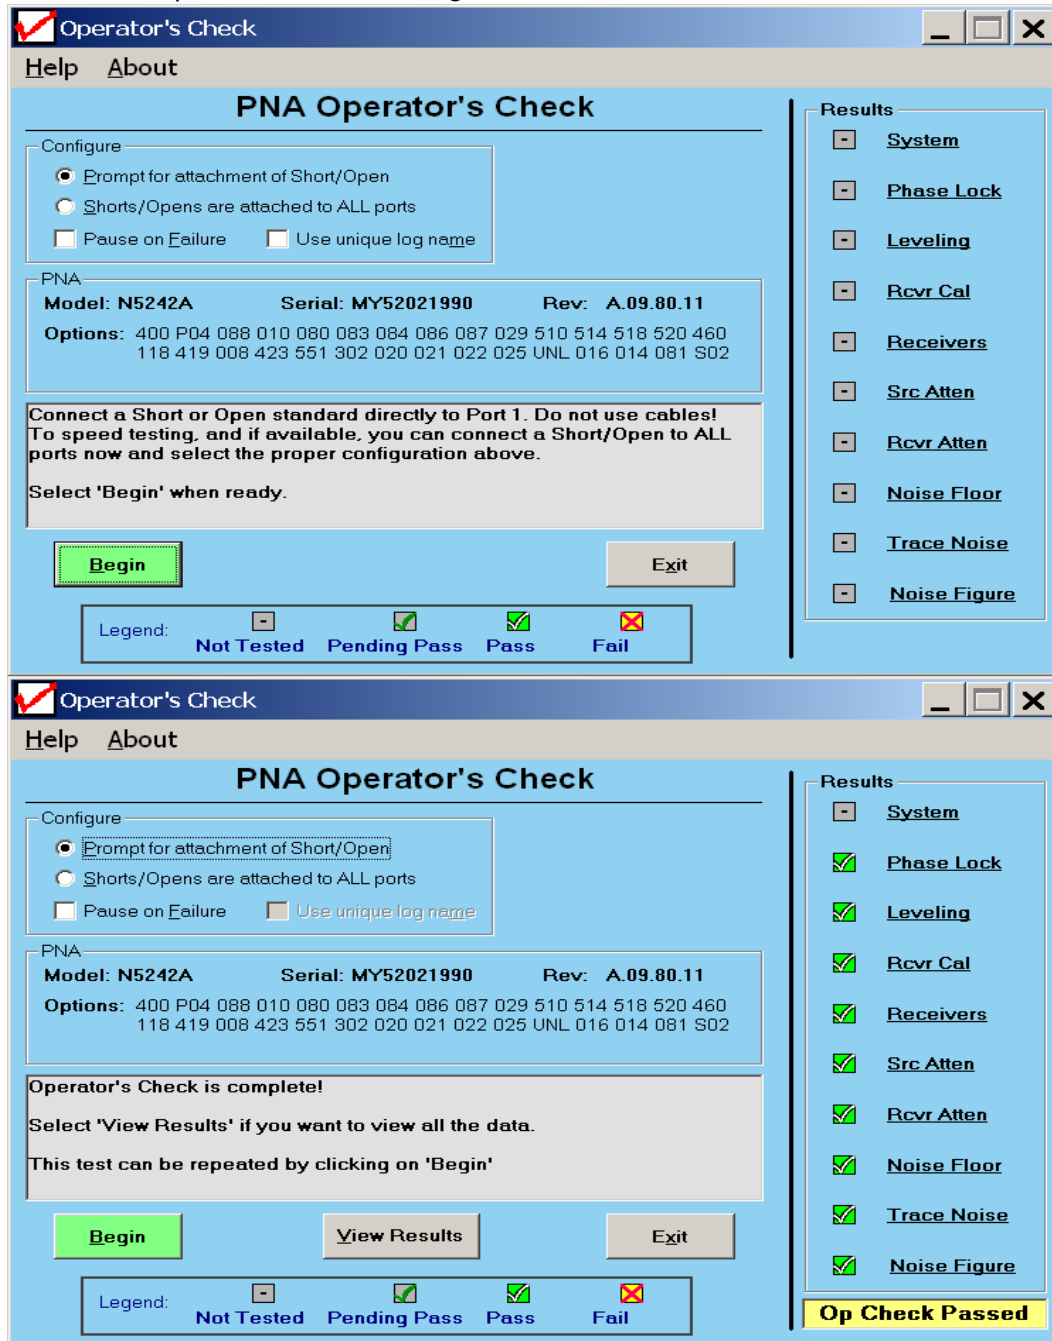 Operator's Check
Help About
PNA Operator's Check
Configure
Prompt for attachment of Short/Open
Shorts/Opens are attached to ALL ports
Pause on Failure Use unique log name
PNA
Model: N5242A Serial: MY52021990 Rev: A.09.80.11
Options: 400 P04 088 010 080 083 084 086 087 029 510 514 518 520 460
118 419 008 423 551 302 020 021 022 025 UNL 016 014 081 S02
Connect a Short or Open standard directly to Port 1. Do not use cables!
To speed testing, and if available, you can connect a Short/Open to ALL
ports now and select the proper configuration above.
Select 'Begin' when ready.
Begin Exit
Legend:
Not Tested Pending Pass Pass Fail
Results
System
Phase Lock
Leveling
Rcvr Cal
Receivers
Src Atten
Rcvr Atten
Noise Floor
Trace Noise
Noise Figure
Operator's Check
Help About
PNA Operator's Check
Configure
Prompt for attachment of Short/Open
Shorts/Opens are attached to ALL ports
Pause on Failure Use unique log name
PNA
Model: N5242A Serial: MY52021990 Rev: A.09.80.11
Options: 400 P04 088 010 080 083 084 086 087 029 510 514 518 520 460
118 419 008 423 551 302 020 021 022 025 UNL 016 014 081 S02
Operator's Check is complete!
Select 'View Results' if you want to view all the data.
This test can be repeated by clicking on 'Begin'
Begin View Results Exit
Legend:
Not Tested Pending Pass Pass Fail
Results
System
Phase Lock
Leveling
Rcvr Cal
Receivers
Src Atten
Rcvr Atten
Noise Floor
Trace Noise
Noise Figure
Op Check Passed